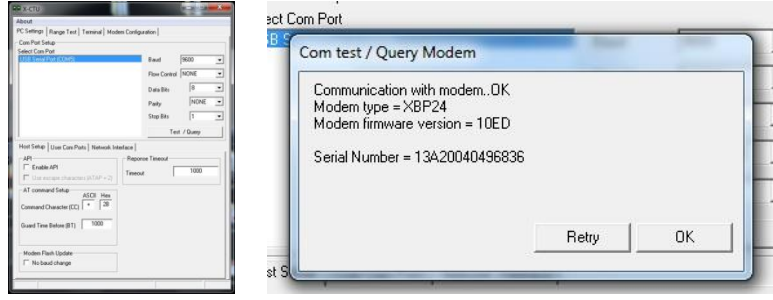 X-CTU
About
PC Settings | Range Test | Terminal | Modem Configuration
Com Port Setup
Select Com Port
USB Serial Port (COM5)
Baud 9600
Flow Control NONE
Data Bits 8
Parity NONE
Stop Bits 1
Test / Query
Host Setup | User Com Ports | Network Interface
API
Enable API
Use escape characters (ATAP = 2)
Reponse Timeout
Timeout 1000
AT command Setup
ASCII Hex
Command Character (CC) + 2B
Guard Time Before (BT) 1000
Modem Flash Update
No baud change
ect Com Port
Com test / Query Modem
Communication with modem..OK
Modem type = XBP24
Modem firmware version = 10ED
Serial Number = 13A20040496836
Retry OK